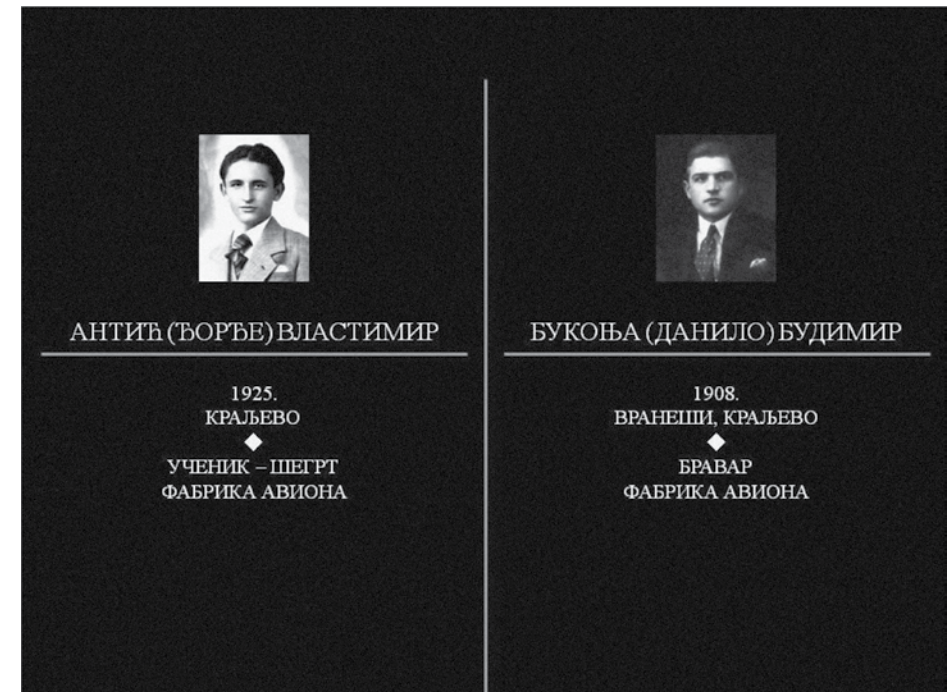 АНТИЋ (ЂОРЂЕ) ВЛАСТИМИР
1925.
КРАЉЕВО
УЧЕНИК – ШЕГРТ
ФАБРИКА АВИОНА
БУКОЊА (ДАНИЛО) БУДИМИР
1908.
ВРАНЕШИ, КРАЉЕВО
БРАВАР
ФАБРИКА АВИОНА